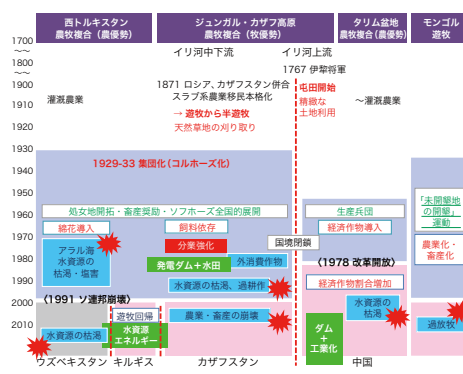 西トルキスタン
農牧複合（農優勢）
ジュンガル・カザフ高原
農牧複合（牧優勢）
タリム盆地
農牧複合（農優勢）
モンゴル
遊牧
1700
～～
1800
～～
1900
1910
1920
1930
1940
1950
1960
1970
1980
1990
2000
2010
イリ河中下流
イリ河上流
1767 伊犂将軍
1871 ロシア、カザフスタン併合
スラブ系農業移民本格化
→ 遊牧から半遊牧
天然草地の刈り取り
屯田開始
精緻な
土地利用
灌漑農業
～灌漑農業
1929-33 集団化（コルホーズ化）
処女地開拓・畜産奨励・ソフホーズ全国的展開
生産兵団
「未開墾地
の開墾」
運動
綿花導入
飼料依存
経済作物導入
アラル海
水資源の
枯渇・塩害
分業強化
国境閉鎖
農業化・
畜産化
発電ダム＋水田
外消費作物
〈1978 改革開放〉
水資源の枯渇、過耕作
経済作物割合増加
〈1991 ソ連邦崩壊〉
水資源の
枯渇
遊牧回帰
農業・畜産の崩壊
過放牧
水資源の枯渇
水資源
エネルギー
ダム
＋
工業化
ウズベキスタン
キルギス
カザフスタン
中国